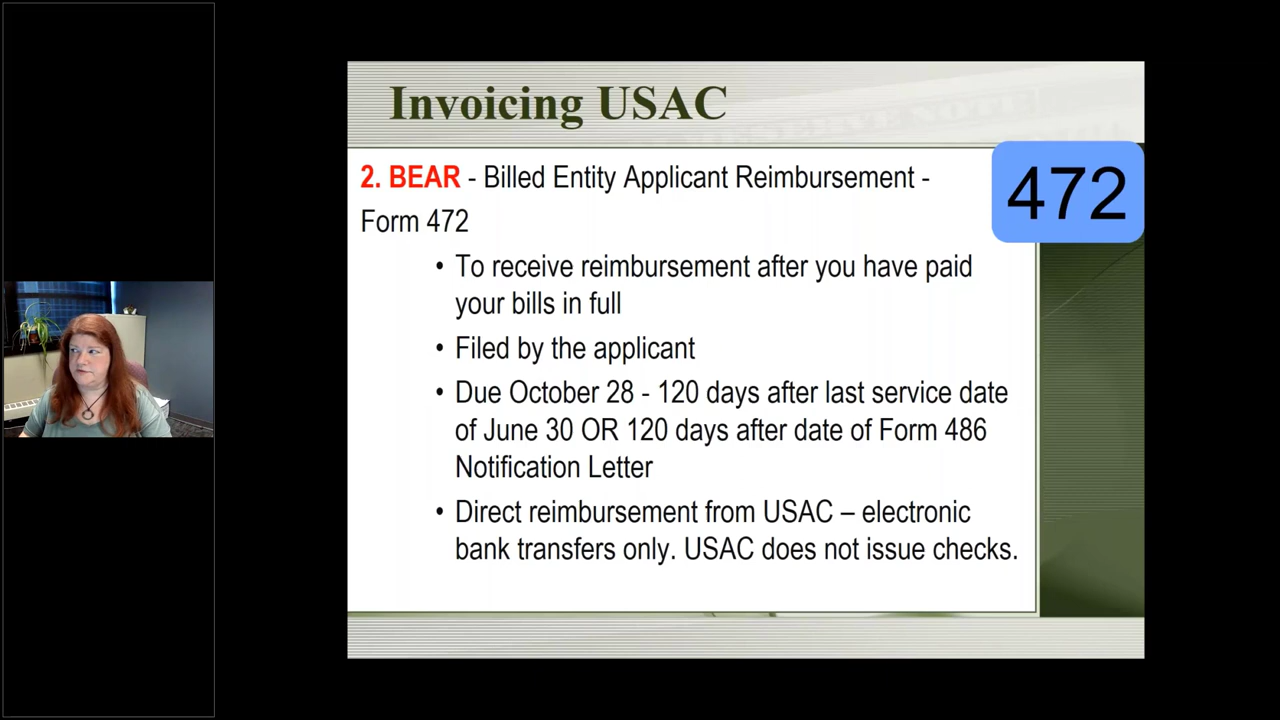 Invoicing USAC
2. BEAR - Billed Entity Applicant Reimbursement -
Form 472
472
• To receive reimbursement after you have paid
your bills in full
• Filed by the applicant
• Due October 28 - 120 days after last service date
of June 30 OR 120 days after date of Form 486
Notification Letter
• Direct reimbursement from USAC – electronic
bank transfers only. USAC does not issue checks.